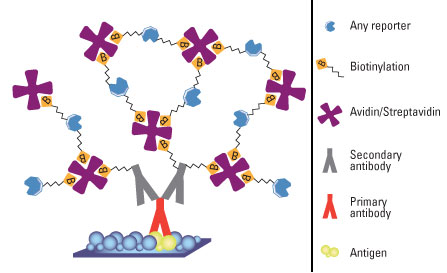 B B
B B B
B
B B
B B
B
B B
B B B B
B B
Any reporter
B Biotinylation
Avidin/Streptavidin
Secondary
antibody
Primary
antibody
Antigen